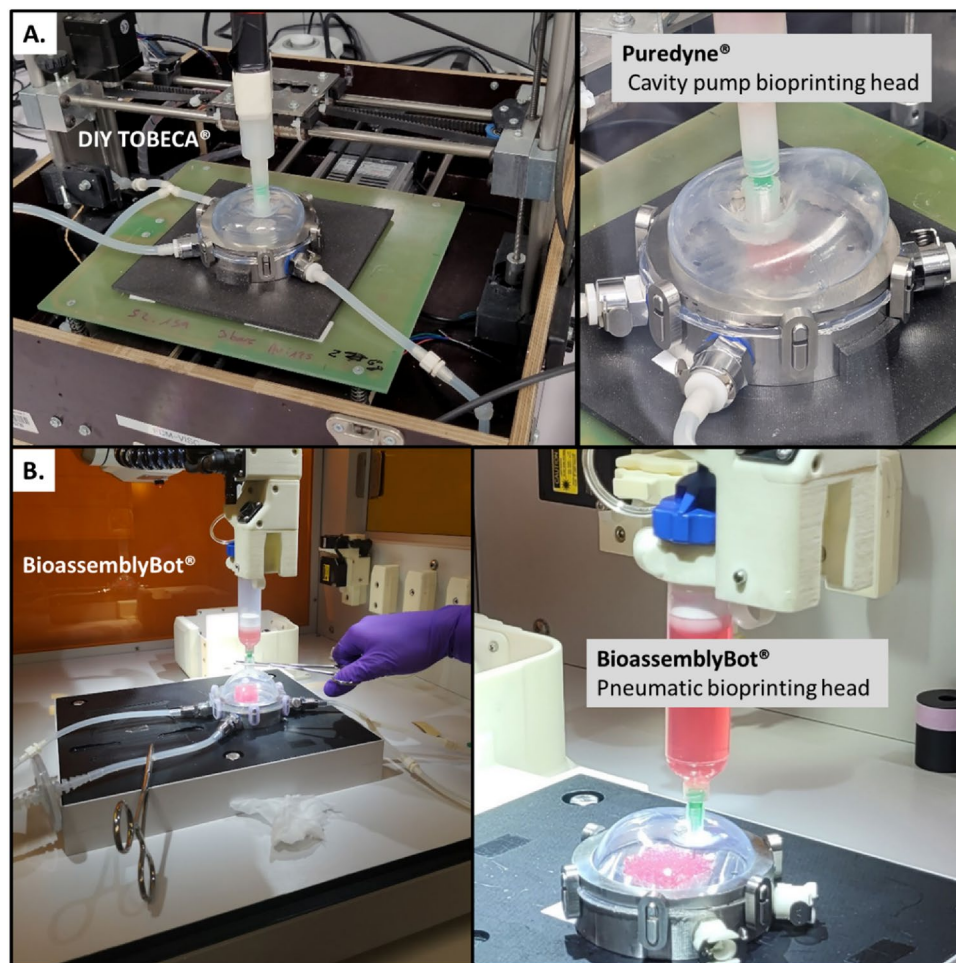 A.
DIY TOBECA®
Puredyne®
Cavity pump bioprinting head
B.
BioassemblyBot®
BioassemblyBot®
Pneumatic bioprinting head